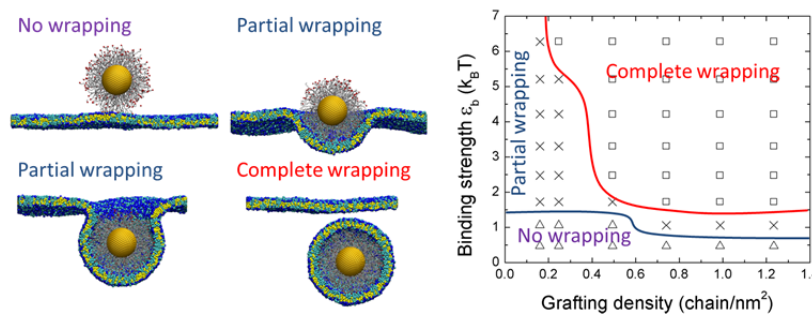 No wrapping
Partial wrapping
Partial wrapping
Complete wrapping
Binding strength εb (kBT)
7
6
5
4
3
2
1
0
Partial wrapping
Complete wrapping
No wrapping
0.0 0.2 0.4 0.6 0.8 1.0 1.2 1.4
Grafting density (chain/nm²)